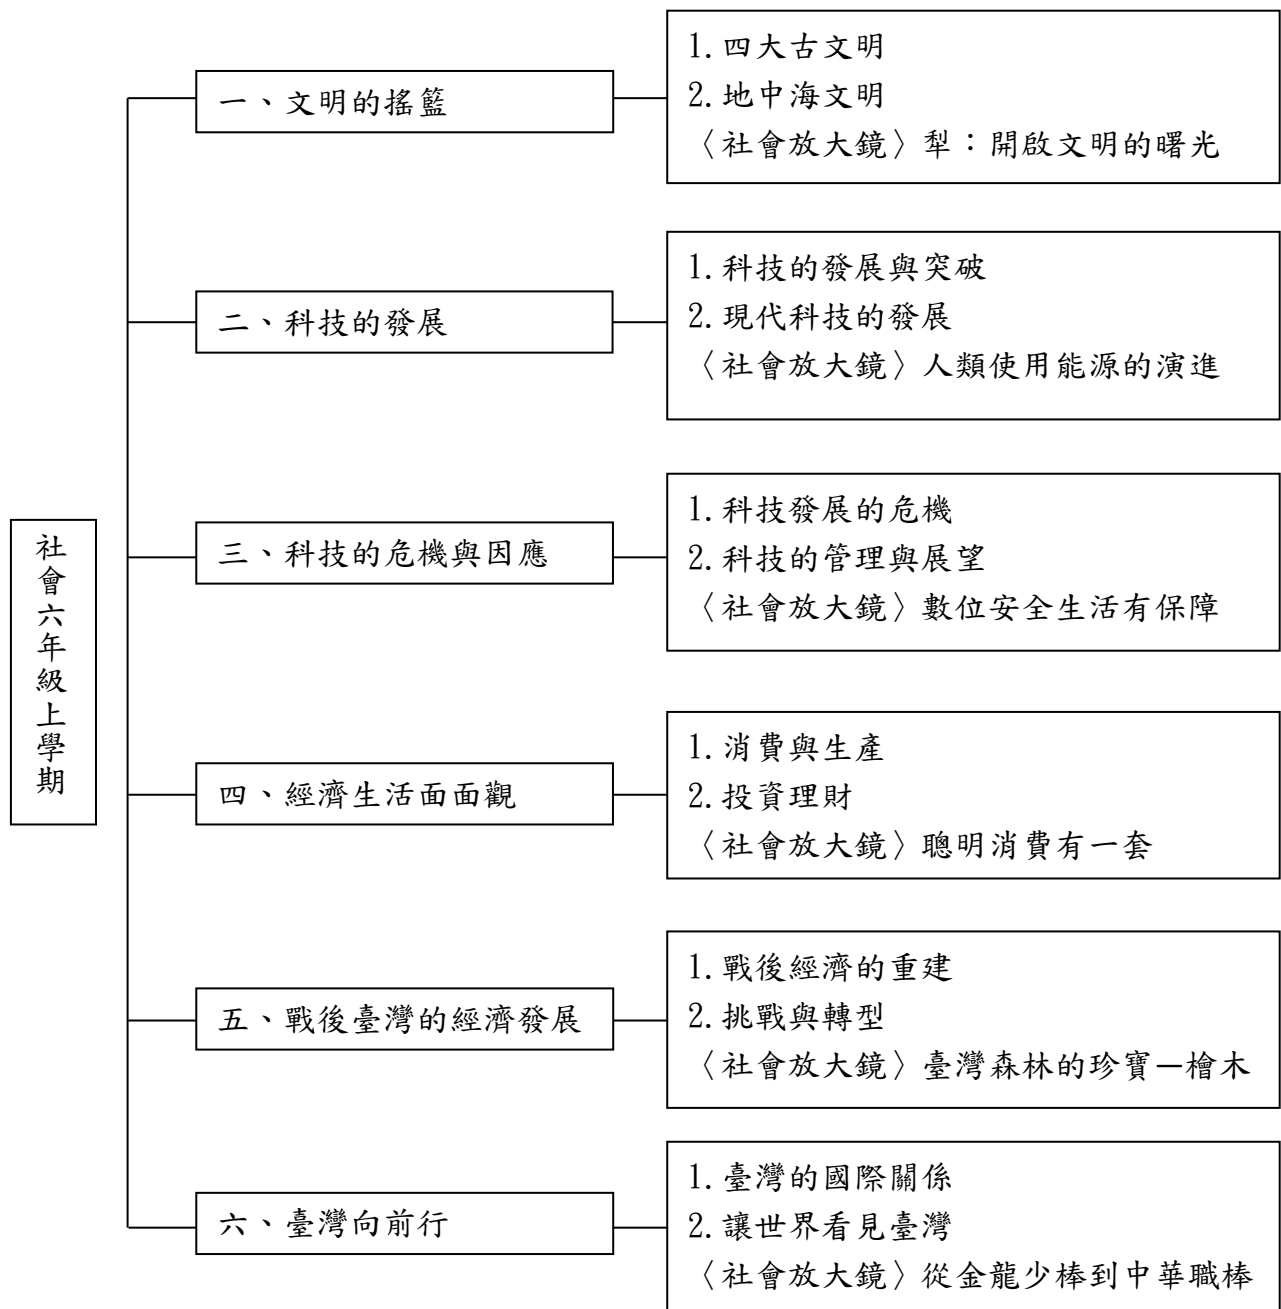 社會六年級上學期
一、文明的搖籃
1.四大古文明
2.地中海文明
〈社會放大鏡〉犁：開啟文明的曙光
二、科技的發展
1.科技的發展與突破
2.現代科技的發展
〈社會放大鏡〉人類使用能源的演進
三、科技的危機與因應
1.科技發展的危機
2.科技的管理與展望
〈社會放大鏡〉數位安全生活有保障
四、經濟生活面面觀
1.消費與生產
2.投資理財
〈社會放大鏡〉聰明消費有一套
五、戰後臺灣的經濟發展
1.戰後經濟的重建
2.挑戰與轉型
〈社會放大鏡〉臺灣森林的珍寶—檜木
六、臺灣向前行
1.臺灣的國際關係
2.讓世界看見臺灣
〈社會放大鏡〉從金龍少棒到中華職棒